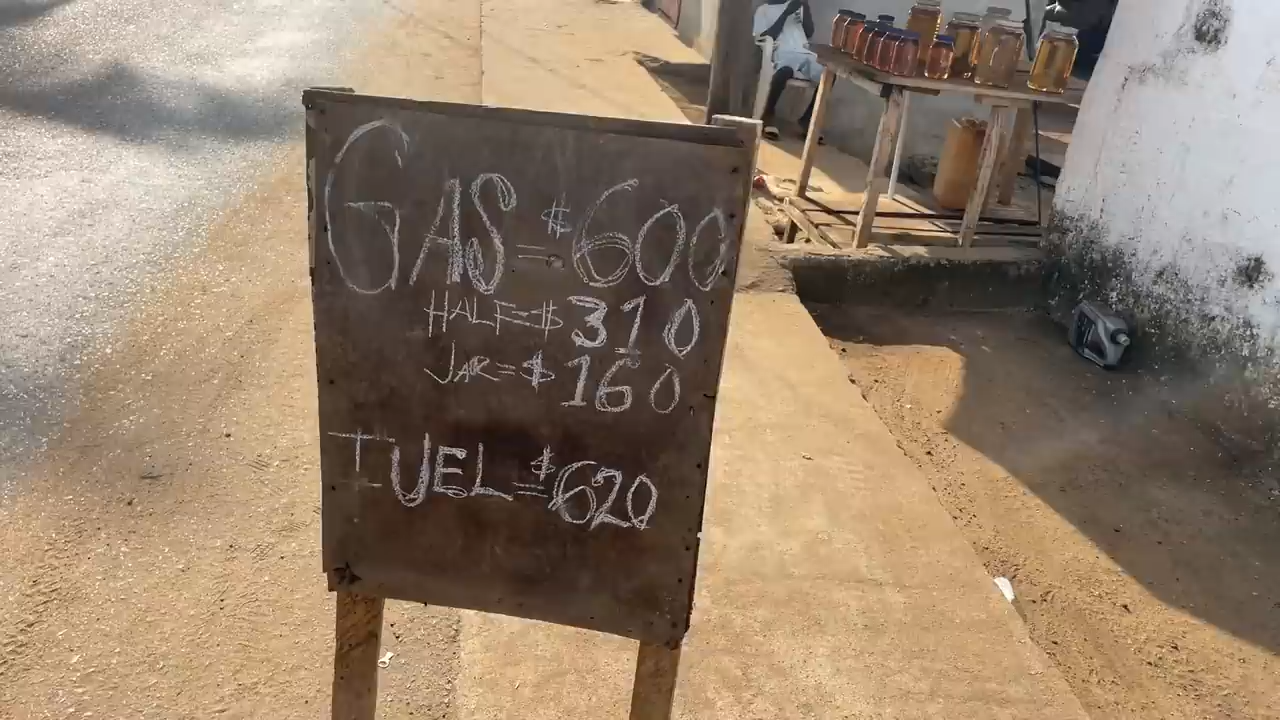 GAS = $600
HALF = $310
JAR = $160
FUEL = $620